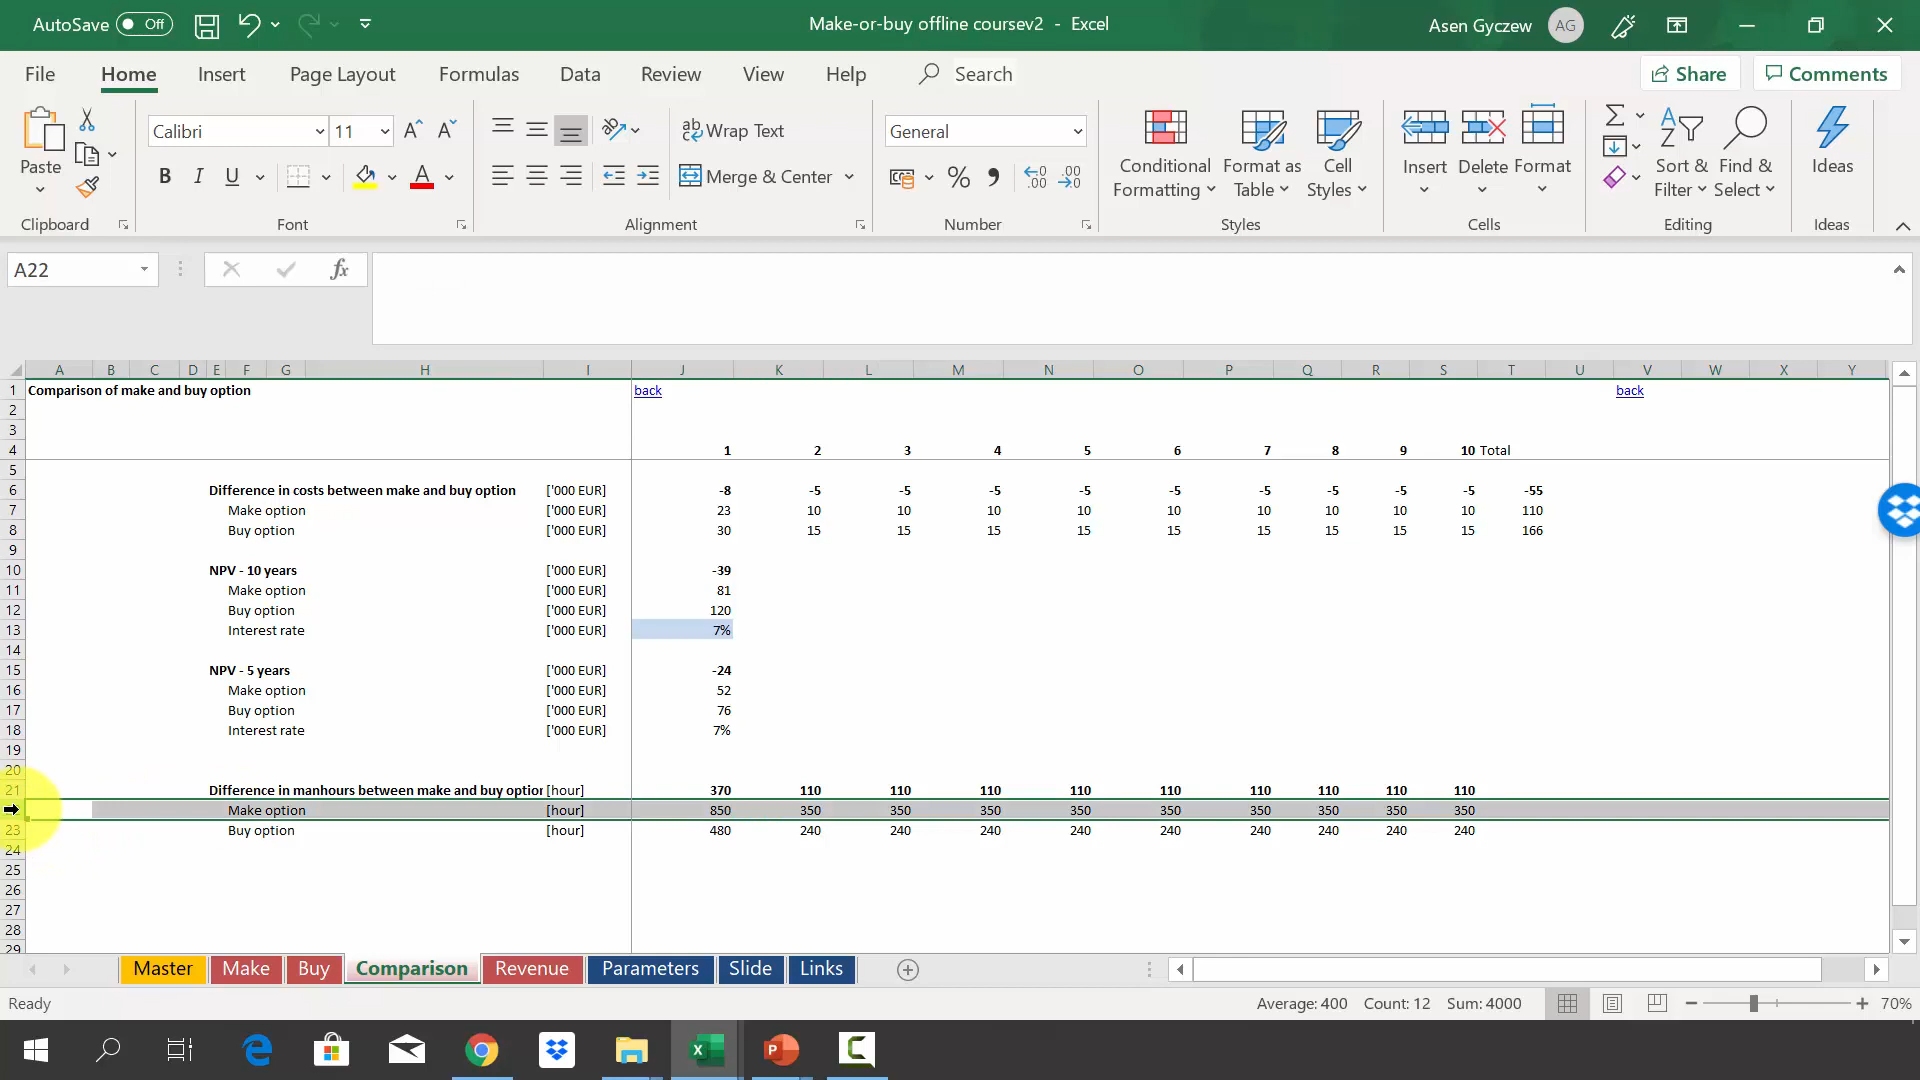 AutoSave Off Make-or-buy offline coursev2 - Excel Asen Gyczew AG
File Home Insert Page Layout Formulas Data Review View Help Search Share Comments
Paste Calibri 11 Wrap Text General Conditional Formatting Format as Table Cell Styles Insert Delete Format Sort & Filter Find & Select Ideas
B I U A Merge & Center %
Clipboard Font Alignment Number Styles Cells Editing Ideas
A22 fx
A B C D E F G H I J K L M N O P Q R S T U V W X Y
1 Comparison of make and buy option back back
2
3
4 1 2 3 4 5 6 7 8 9 10 Total
5
6 Difference in costs between make and buy option ['000 EUR] -8 -5 -5 -5 -5 -5 -5 -5 -5 -5 -55
7 Make option ['000 EUR] 23 10 10 10 10 10 10 10 10 10 110
8 Buy option ['000 EUR] 30 15 15 15 15 15 15 15 15 15 166
9
10 NPV - 10 years ['000 EUR] -39
11 Make option ['000 EUR] 81
12 Buy option ['000 EUR] 120
13 Interest rate ['000 EUR] 7%
14
15 NPV - 5 years ['000 EUR] -24
16 Make option ['000 EUR] 52
17 Buy option ['000 EUR] 76
18 Interest rate ['000 EUR] 7%
19
20
21 Difference in manhours between make and buy option [hour] 370 110 110 110 110 110 110 110 110 110
Make option [hour] 850 350 350 350 350 350 350 350 350 350
23 Buy option [hour] 480 240 240 240 240 240 240 240 240 240
24
25
26
27
28
29
Master Make Buy Comparison Revenue Parameters Slide Links
Ready Average: 400 Count: 12 Sum: 4000 70%